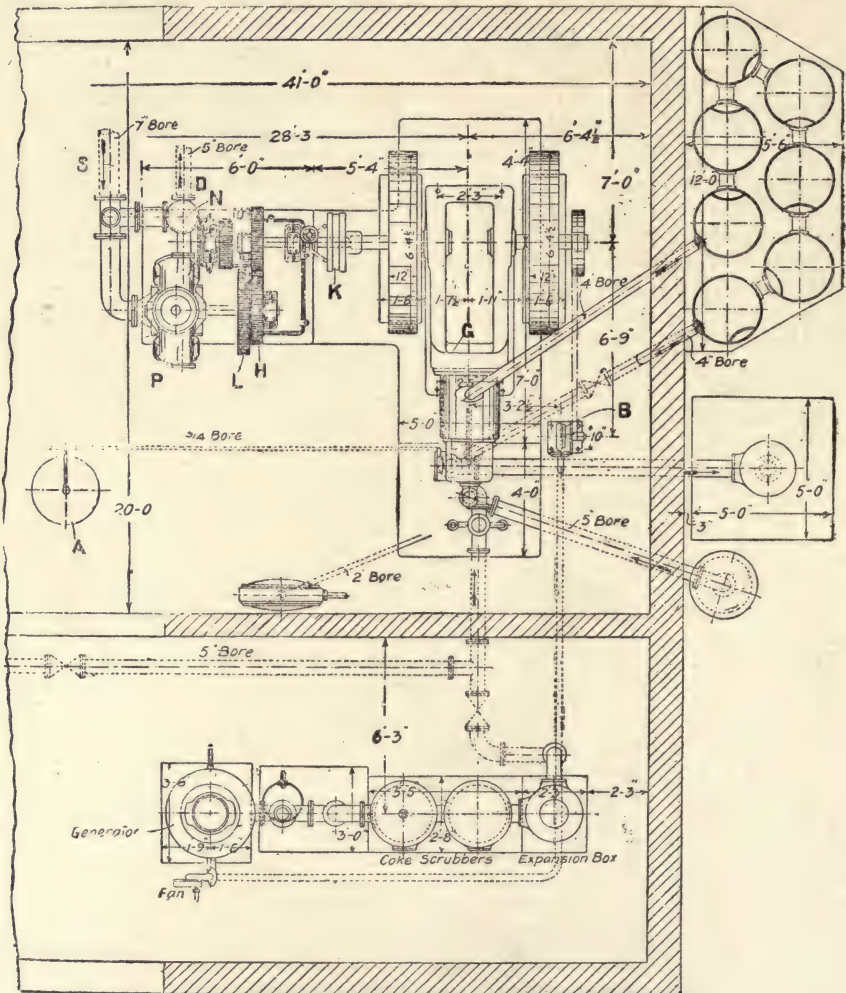 41'-0"
7" Bore
5" Bore
28'-3
6'-4½"
S
6'-0"
5'-4"
4'-4"
7'-0"
5'-6"
12'-0"
D
N
2'-3"
6-4½
6-4½
K
12
12
1-6
1-7½
1-11"
1-6
4" Bore
G
6'-9"
4" Bore
P
L
H
7-0
3-2½
B
5-0
10"
¾ Bore
4'-0"
5'-0"
5'-0"
3"
A
20-0
5" Bore
2 Bore
5" Bore
6'-3"
3-6
3-5
2-3"
Generator
3-0
2-8
1-9
1-6
Coke Scrubbers
Expansion Box
Fan